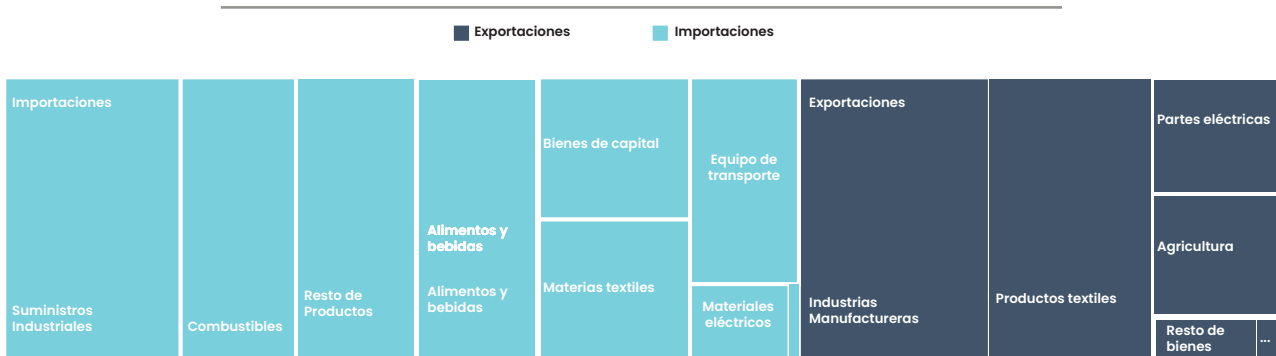 Exportaciones
Importaciones
Importaciones
Suministros
Industriales
Combustibles
Resto de
Productos
Alimentos y
bebidas
Alimentos y
bebidas
Bienes de capital
Materias textiles
Equipo de
transporte
Materiales
eléctricos
Exportaciones
Industrias
Manufactureras
Productos textiles
Partes eléctricas
Agricultura
Resto de
bienes
...